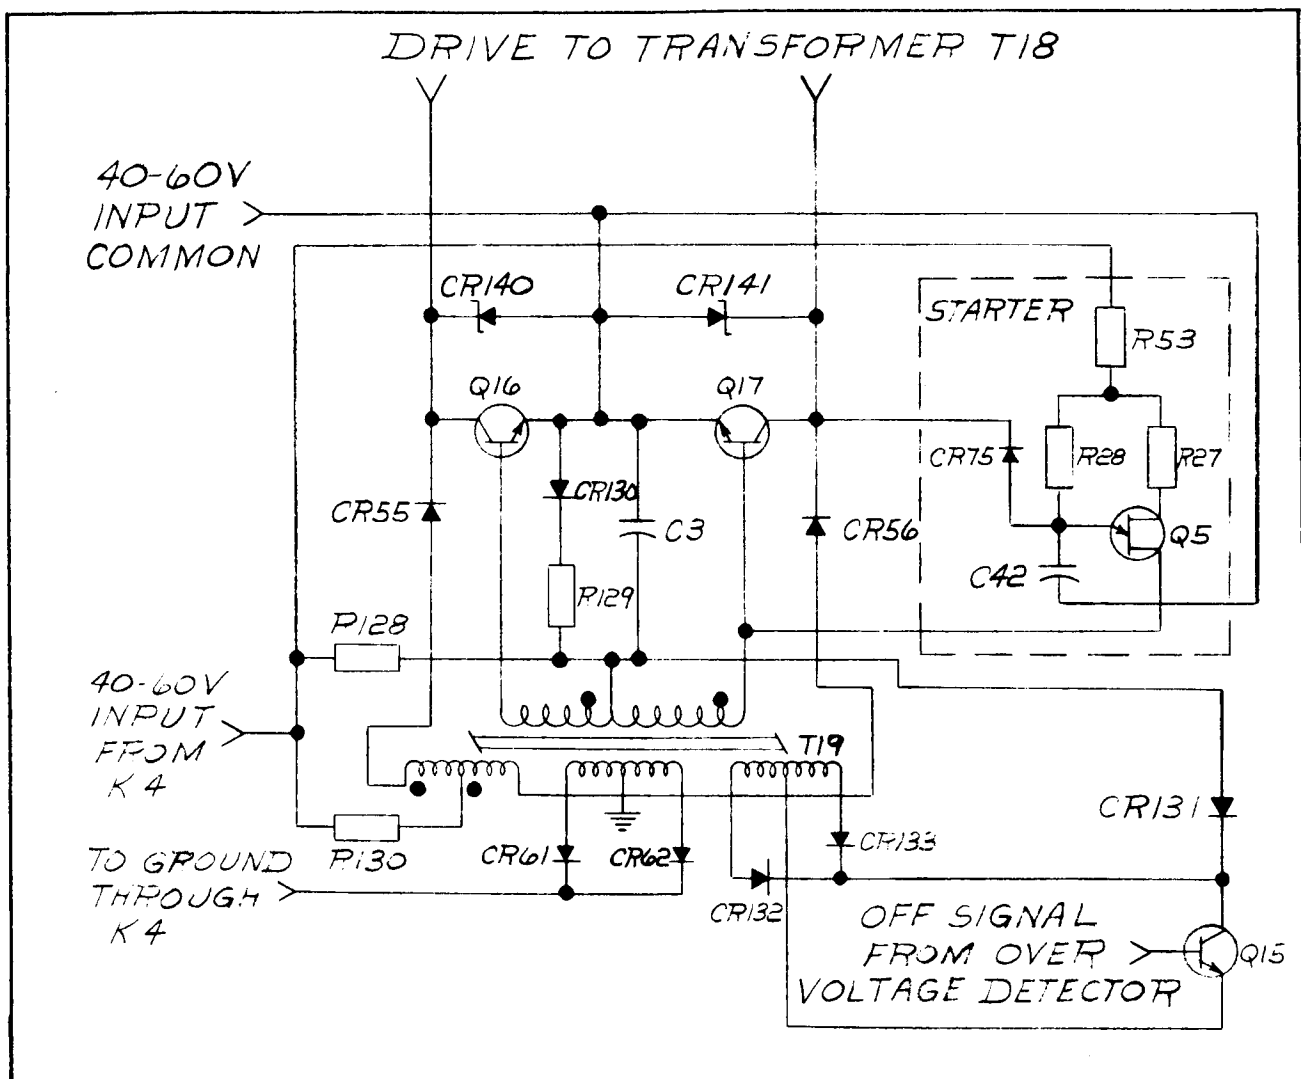 DRIVE TO TRANSFORMER T18
40-60V
INPUT
COMMON
CR140
CR141
STARTER
R53
Q16
Q17
CR75
R28
R27
CR130
CR55
C3
CR56
Q5
C42
R129
R128
40-60V
INPUT
FROM
K4
T19
CR131
R130
CR61
CR62
CR133
TO GROUND
THROUGH
K4
CR132
OFF SIGNAL
FROM OVER
VOLTAGE DETECTOR
Q15